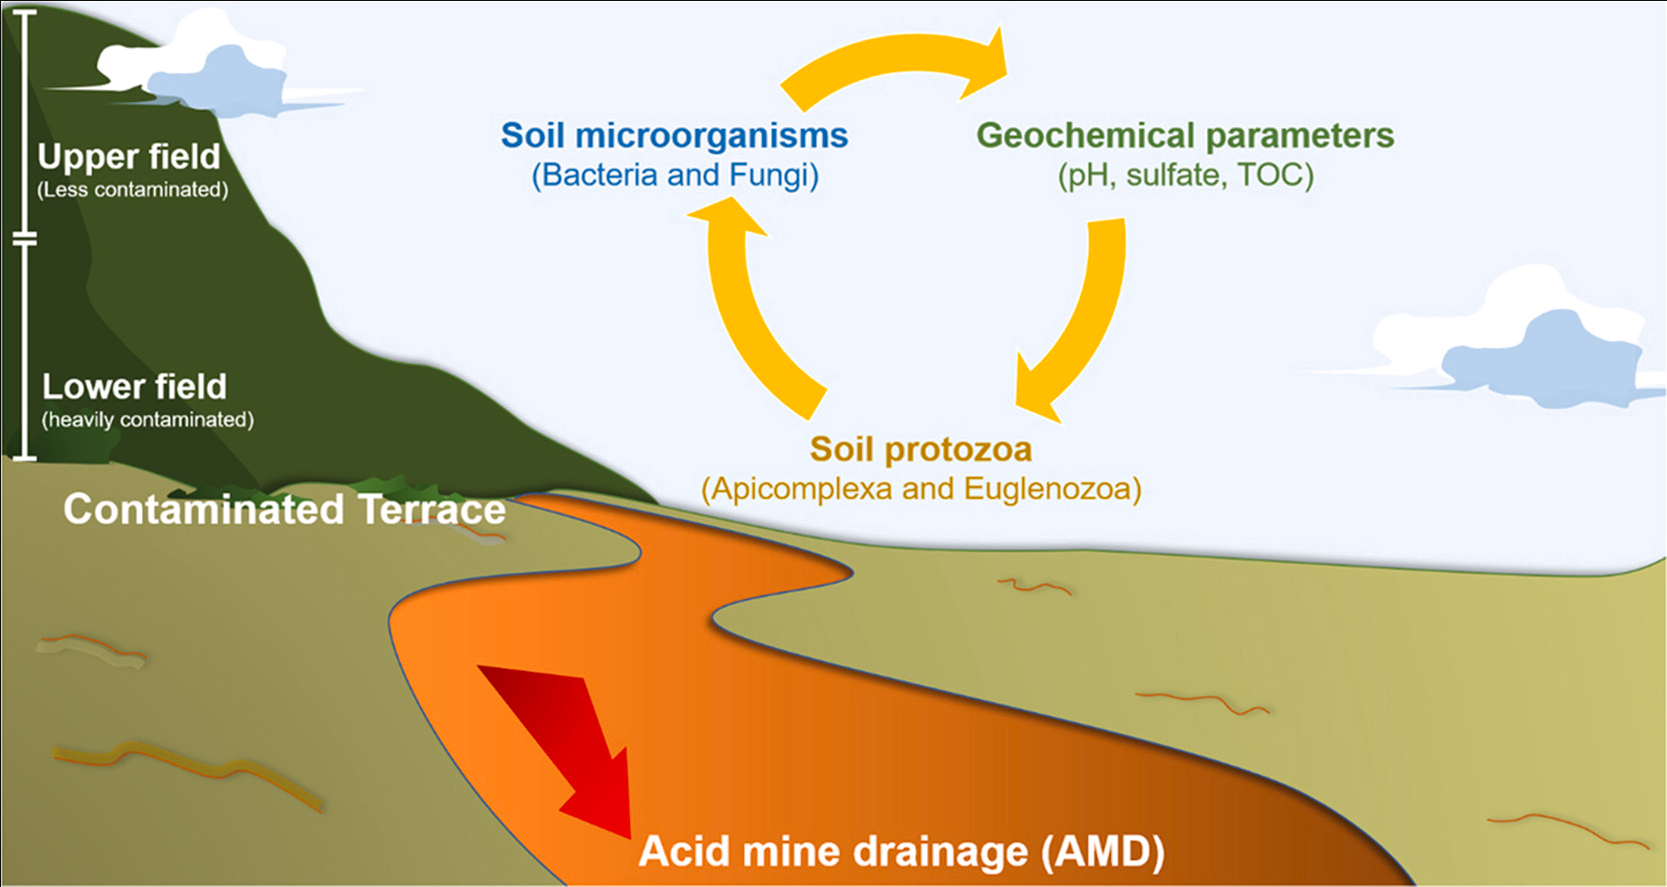 Upper field
(Less contaminated)
Lower field
(heavily contaminated)
Contaminated Terrace
Soil microorganisms
(Bacteria and Fungi)
Geochemical parameters
(pH, sulfate, TOC)
Soil protozoa
(Apicomplexa and Euglenozoa)
Acid mine drainage (AMD)